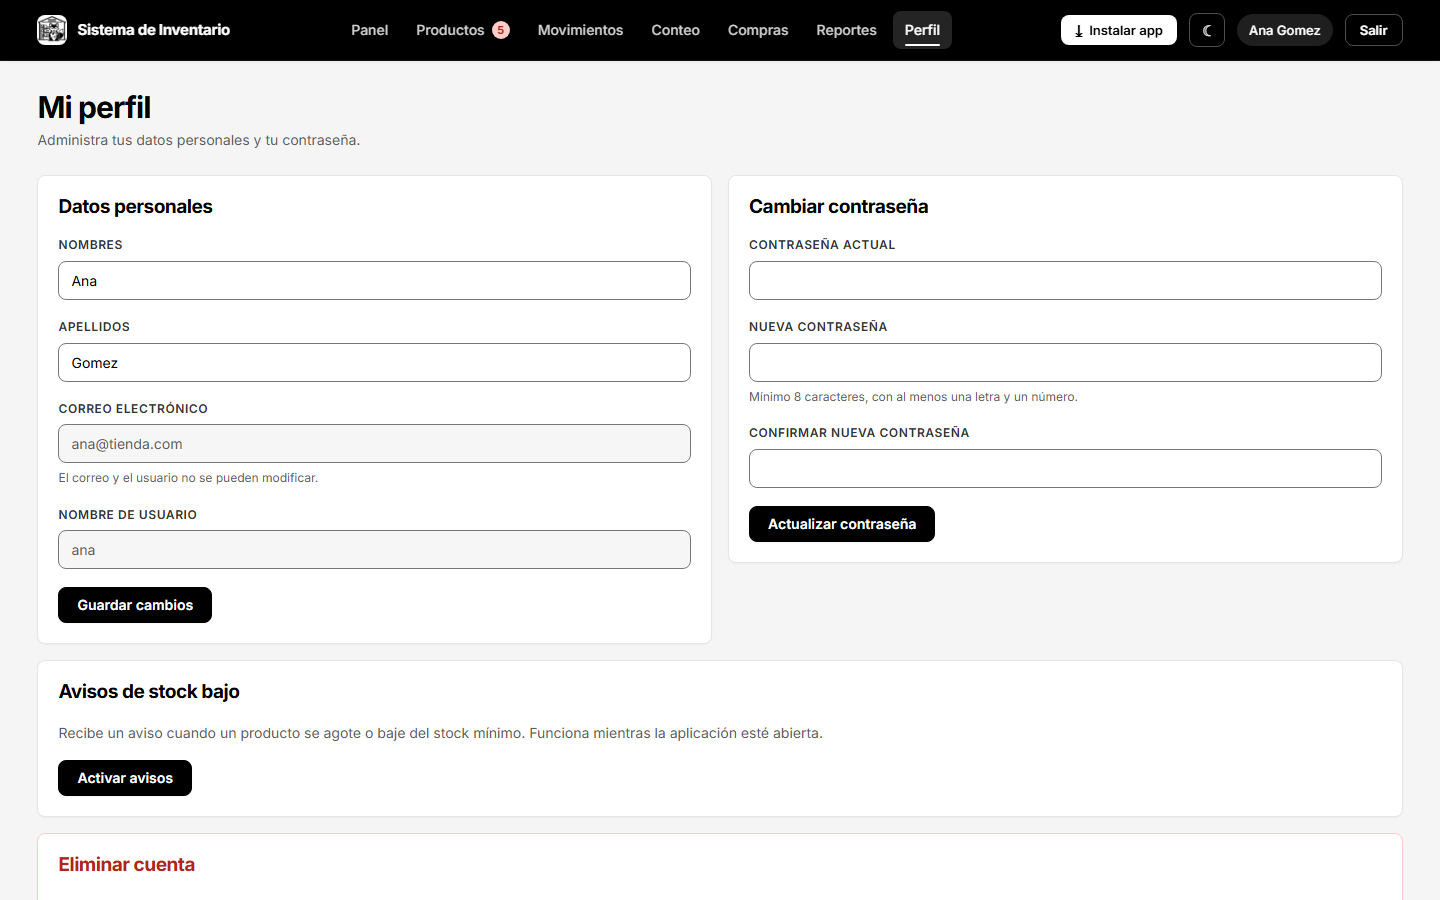 Sistema de Inventario
Panel
Productos 5
Movimientos
Conteo
Compras
Reportes
Perfil
Instalar app
Ana Gomez
Salir
Mi perfil
Administra tus datos personales y tu contraseña.
Datos personales
NOMBRES
Ana
APELLIDOS
Gomez
CORREO ELECTRÓNICO
ana@tienda.com
El correo y el usuario no se pueden modificar.
NOMBRE DE USUARIO
ana
Guardar cambios
Cambiar contraseña
CONTRASEÑA ACTUAL
NUEVA CONTRASEÑA
Mínimo 8 caracteres, con al menos una letra y un número.
CONFIRMAR NUEVA CONTRASEÑA
Actualizar contraseña
Avisos de stock bajo
Recibe un aviso cuando un producto se agote o baje del stock mínimo. Funciona mientras la aplicación esté abierta.
Activar avisos
Eliminar cuenta